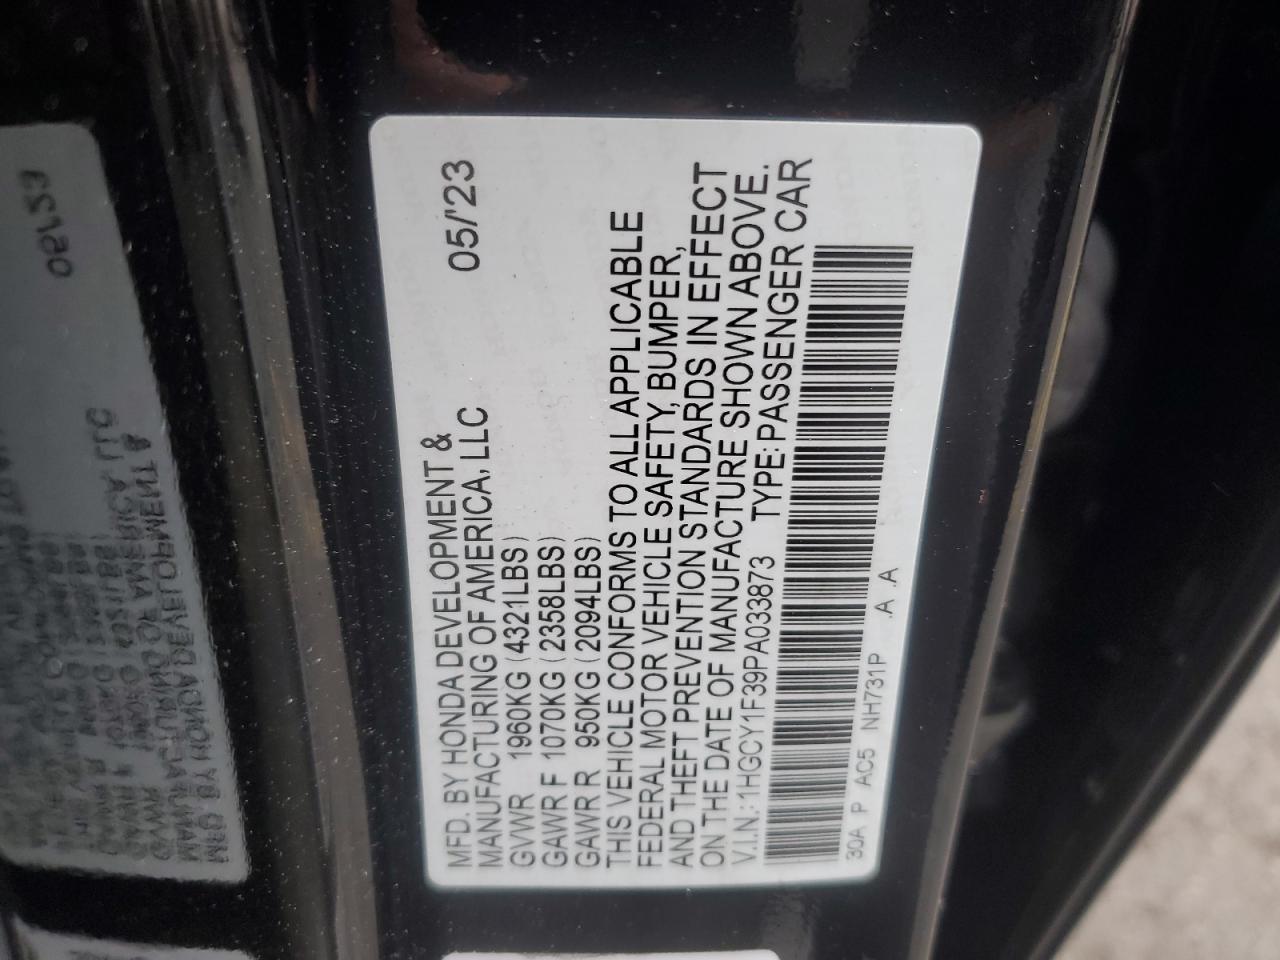 MFD. BY HONDA DEVELOPMENT &
MANUFACTURING OF AMERICA, LLC 05/'23
GVWR 1960KG (4321LBS)
GAWR F 1070KG (2358LBS)
GAWR R 950KG (2094LBS)
THIS VEHICLE CONFORMS TO ALL APPLICABLE
FEDERAL MOTOR VEHICLE SAFETY, BUMPER,
AND THEFT PREVENTION STANDARDS IN EFFECT
ON THE DATE OF MANUFACTURE SHOWN ABOVE.
V.I.N.: 1HGCY1F39PA033873 TYPE: PASSENGER CAR
30A P AC5 NH731P .A .A